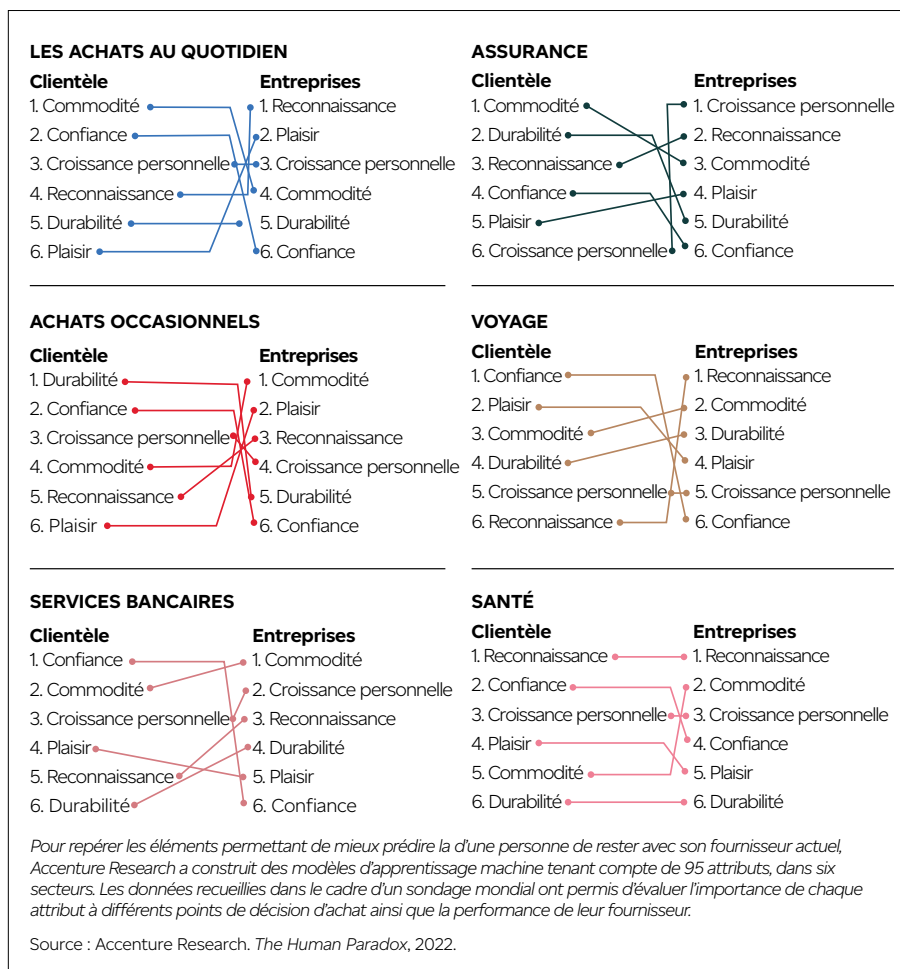 LES ACHATS AU QUOTIDIEN
Clientèle
1. Commodité
2. Confiance
3. Croissance personnelle
4. Reconnaissance
5. Durabilité
6. Plaisir
Entreprises
1. Reconnaissance
2. Plaisir
3. Croissance personnelle
4. Commodité
5. Durabilité
6. Confiance
ASSURANCE
Clientèle
1. Commodité
2. Durabilité
3. Reconnaissance
4. Confiance
5. Plaisir
6. Croissance personnelle
Entreprises
1. Croissance personnelle
2. Reconnaissance
3. Commodité
4. Plaisir
5. Durabilité
6. Confiance
ACHATS OCCASIONNELS
Clientèle
1. Durabilité
2. Confiance
3. Croissance personnelle
4. Commodité
5. Reconnaissance
6. Plaisir
Entreprises
1. Commodité
2. Plaisir
3. Reconnaissance
4. Croissance personnelle
5. Durabilité
6. Confiance
VOYAGE
Clientèle
1. Confiance
2. Plaisir
3. Commodité
4. Durabilité
5. Croissance personnelle
6. Reconnaissance
Entreprises
1. Reconnaissance
2. Commodité
3. Durabilité
4. Plaisir
5. Croissance personnelle
6. Confiance
SERVICES BANCAIRES
Clientèle
1. Confiance
2. Commodité
3. Croissance personnelle
4. Plaisir
5. Reconnaissance
6. Durabilité
Entreprises
1. Commodité
2. Croissance personnelle
3. Reconnaissance
4. Durabilité
5. Plaisir
6. Confiance
SANTÉ
Clientèle
1. Reconnaissance
2. Confiance
3. Croissance personnelle
4. Plaisir
5. Commodité
6. Durabilité
Entreprises
1. Reconnaissance
2. Commodité
3. Croissance personnelle
4. Confiance
5. Plaisir
6. Durabilité
Pour repérer les éléments permettant de mieux prédire la d'une personne de rester avec son fournisseur actuel,
Accenture Research a construit des modèles d'apprentissage machine tenant compte de 95 attributs, dans six
secteurs. Les données recueillies dans le cadre d'un sondage mondial ont permis d'évaluer l'importance de chaque
attribut à différents points de décision d'achat ainsi que la performance de leur fournisseur.
Source : Accenture Research. The Human Paradox, 2022.